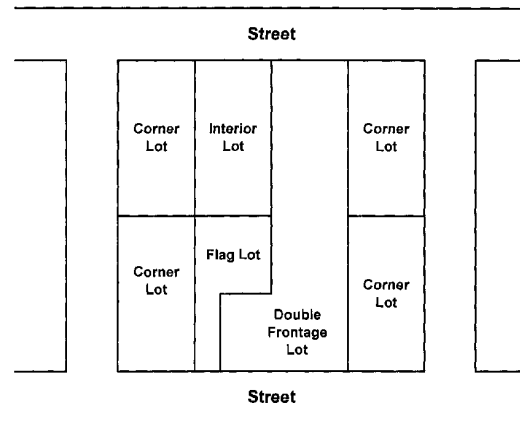 Street
Corner
Lot
Interior
Lot
Corner
Lot
Flag Lot
Corner
Lot
Corner
Lot
Double
Frontage
Lot
Street